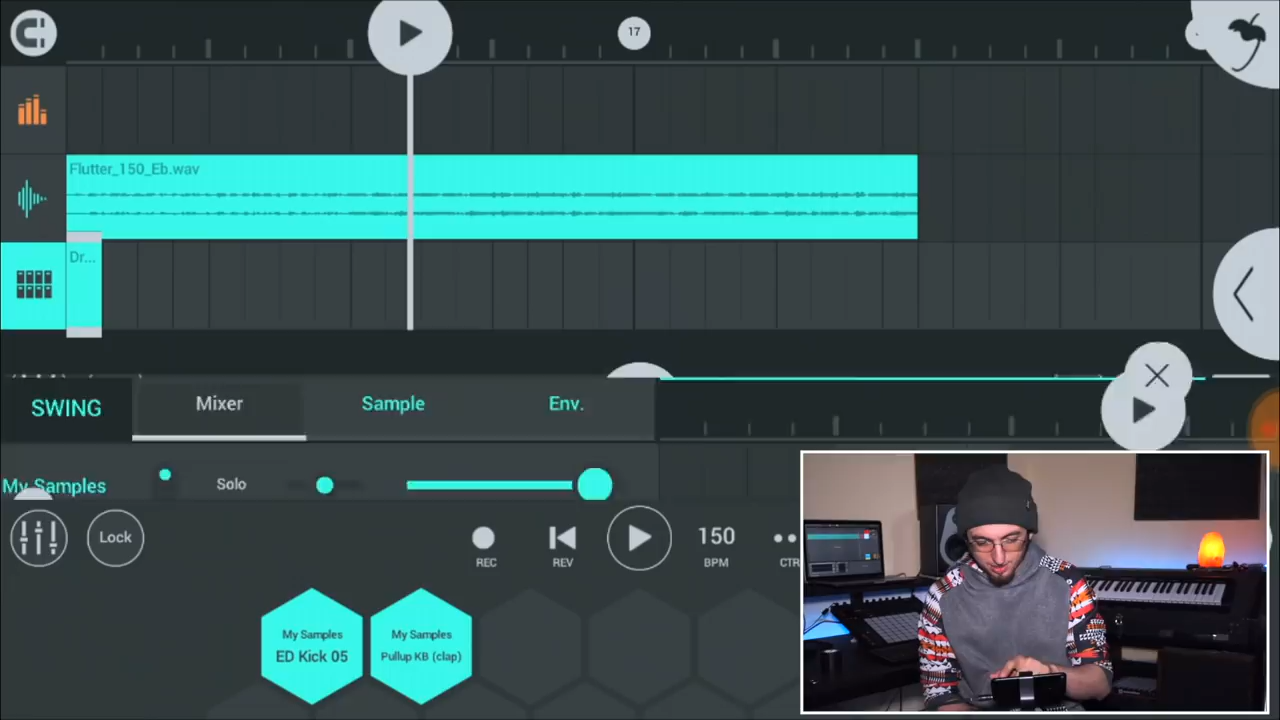 17
Flutter_150_Eb.wav
Dr...
SWING
Mixer
Sample
Env.
My Samples
Solo
Lock
REC
REV
150
BPM
CTR
My Samples
ED Kick 05
My Samples
Pullup KB (clap)